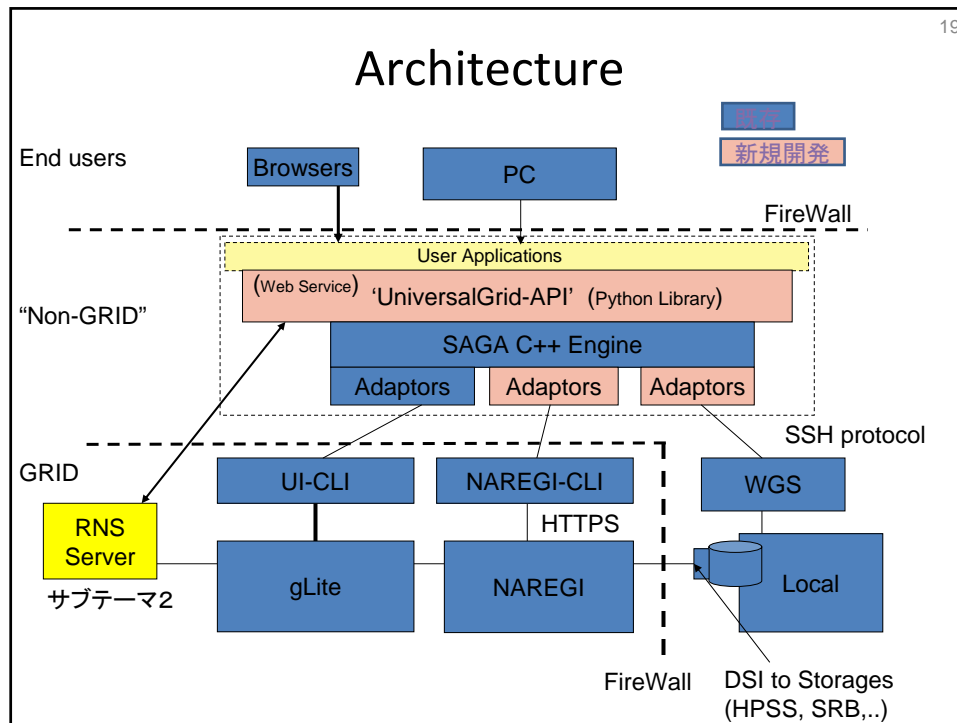 19
Architecture
既存
新規開発
End users
Browsers
PC
FireWall
User Applications
(Web Service) 'UniversalGrid-API' (Python Library)
“Non-GRID”
SAGA C++ Engine
Adaptors Adaptors Adaptors
SSH protocol
GRID
UI-CLI
NAREGI-CLI
WGS
HTTPS
RNS
Server
gLite
NAREGI
Local
サブテーマ2
FireWall
DSI to Storages
(HPSS, SRB,..)